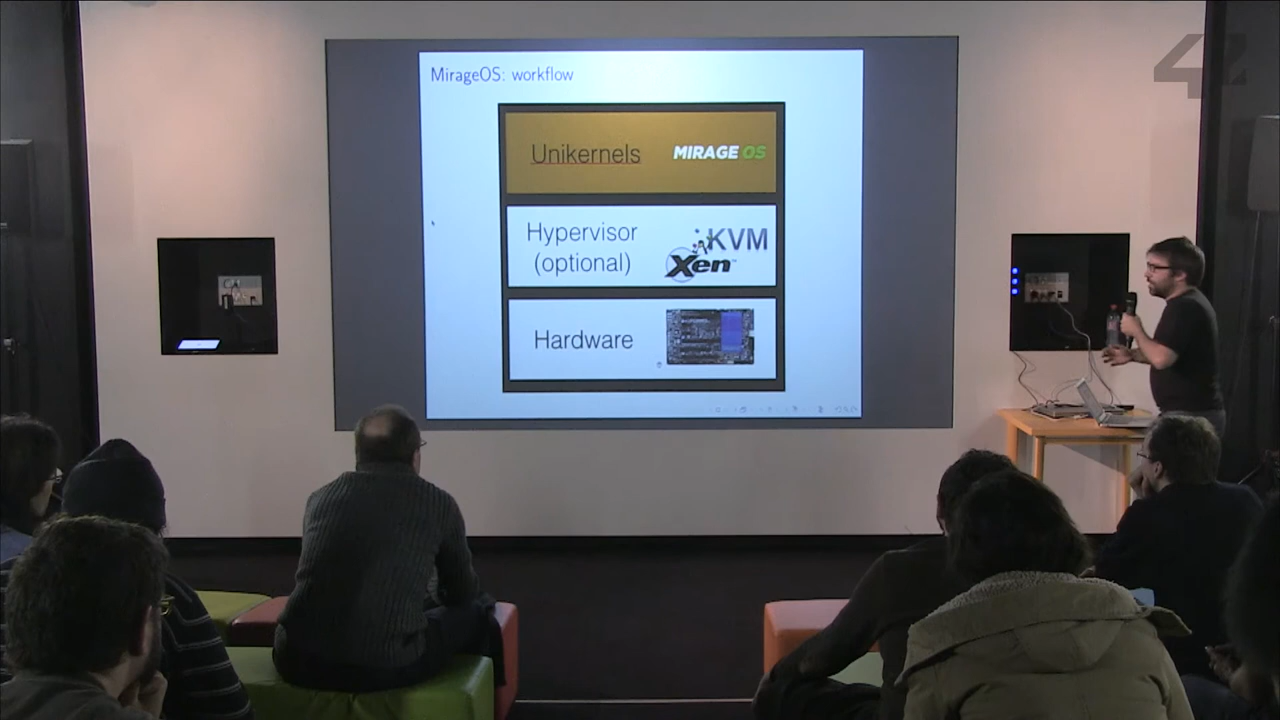 42
MirageOS: workflow
Unikernels
MIRAGE OS
Hypervisor
(optional)
KVM
Xen
Hardware